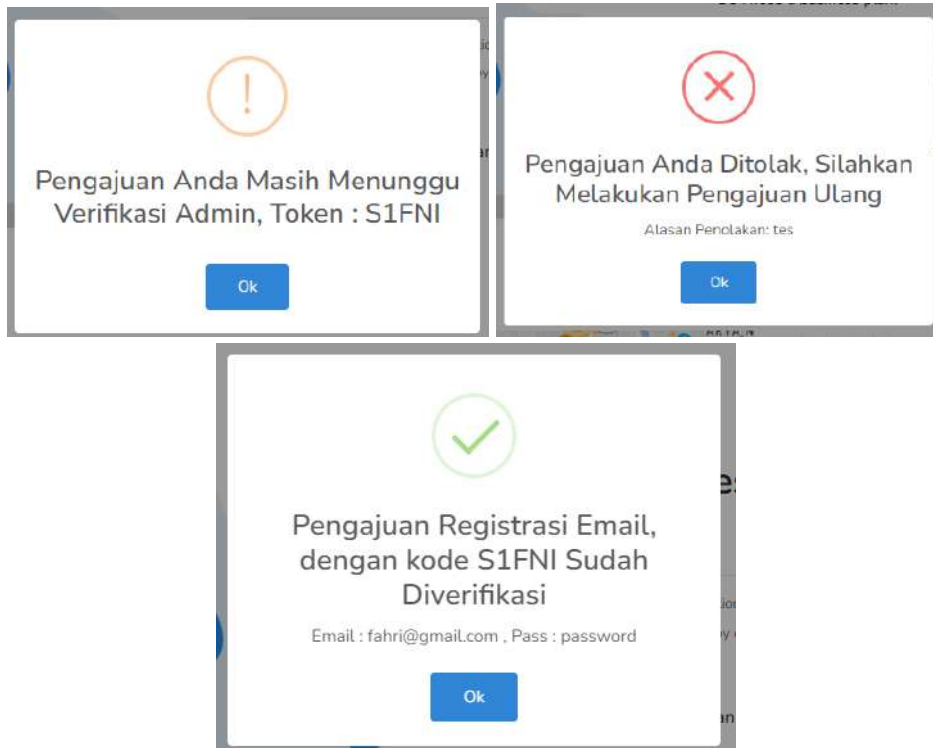 Pengajuan Anda Masih Menunggu
Verifikasi Admin, Token : S1FNI
Ok
Pengajuan Anda Ditolak, Silahkan
Melakukan Pengajuan Ulang
Alasan Penolakan: tes
Ok
Pengajuan Registrasi Email,
dengan kode S1FNI Sudah
Diverifikasi
Email : fahri@gmail.com , Pass : password
Ok